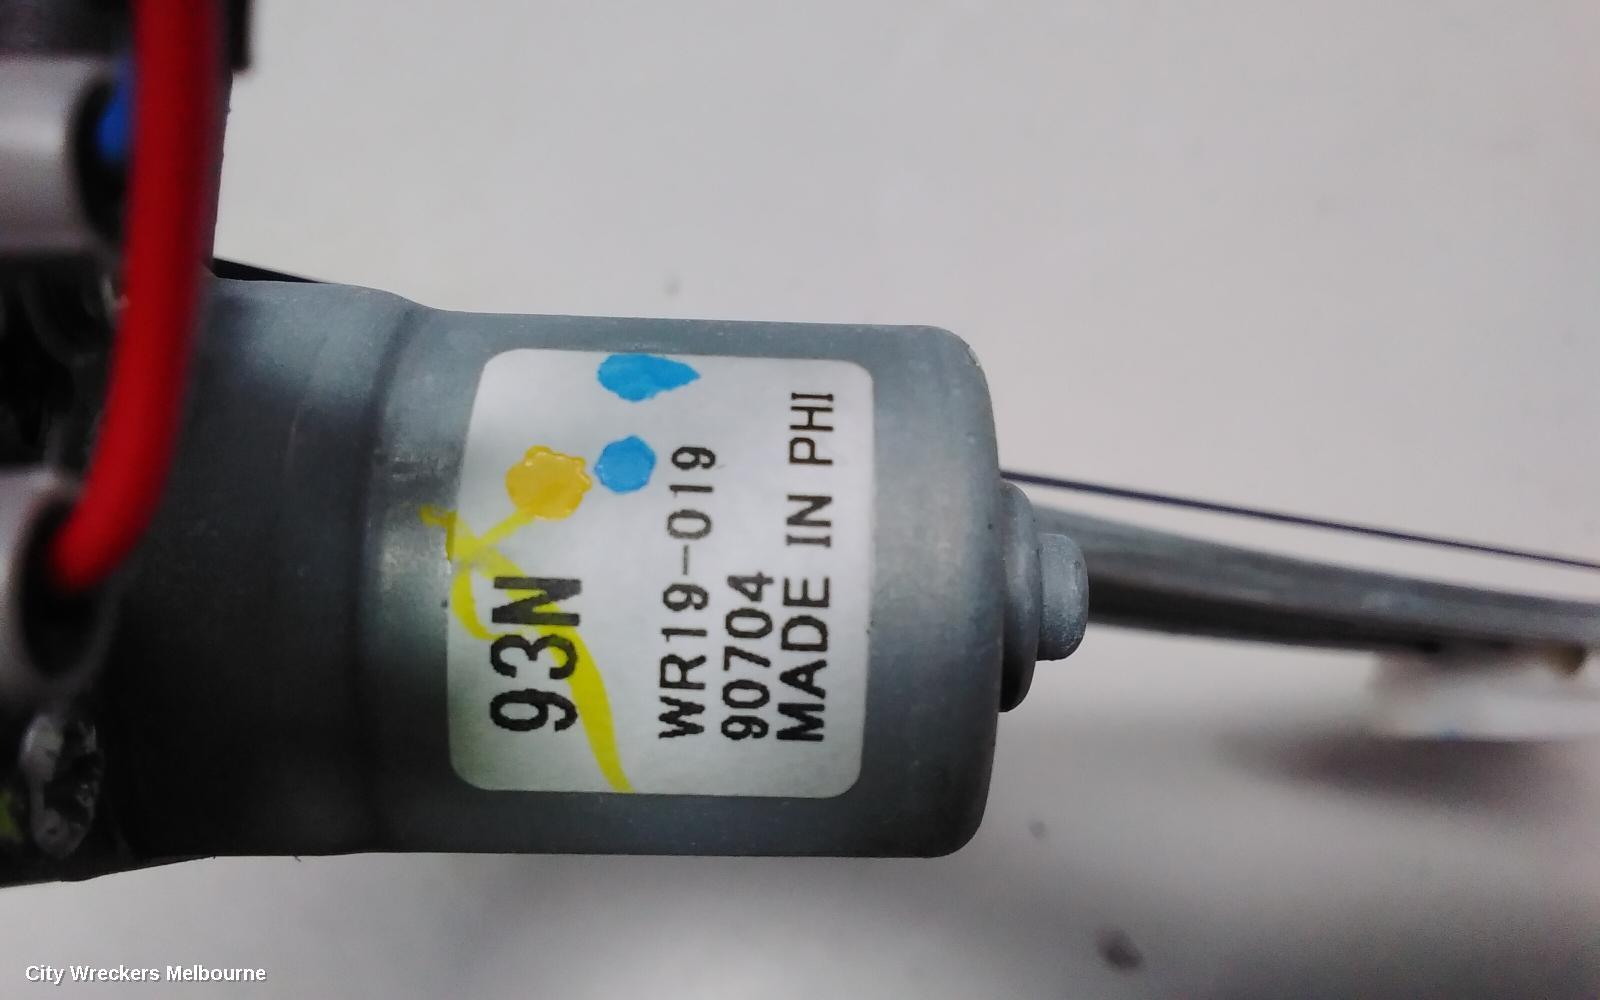 93N
WR19-019
90704
MADE IN PHI
City Wreckers Melbourne